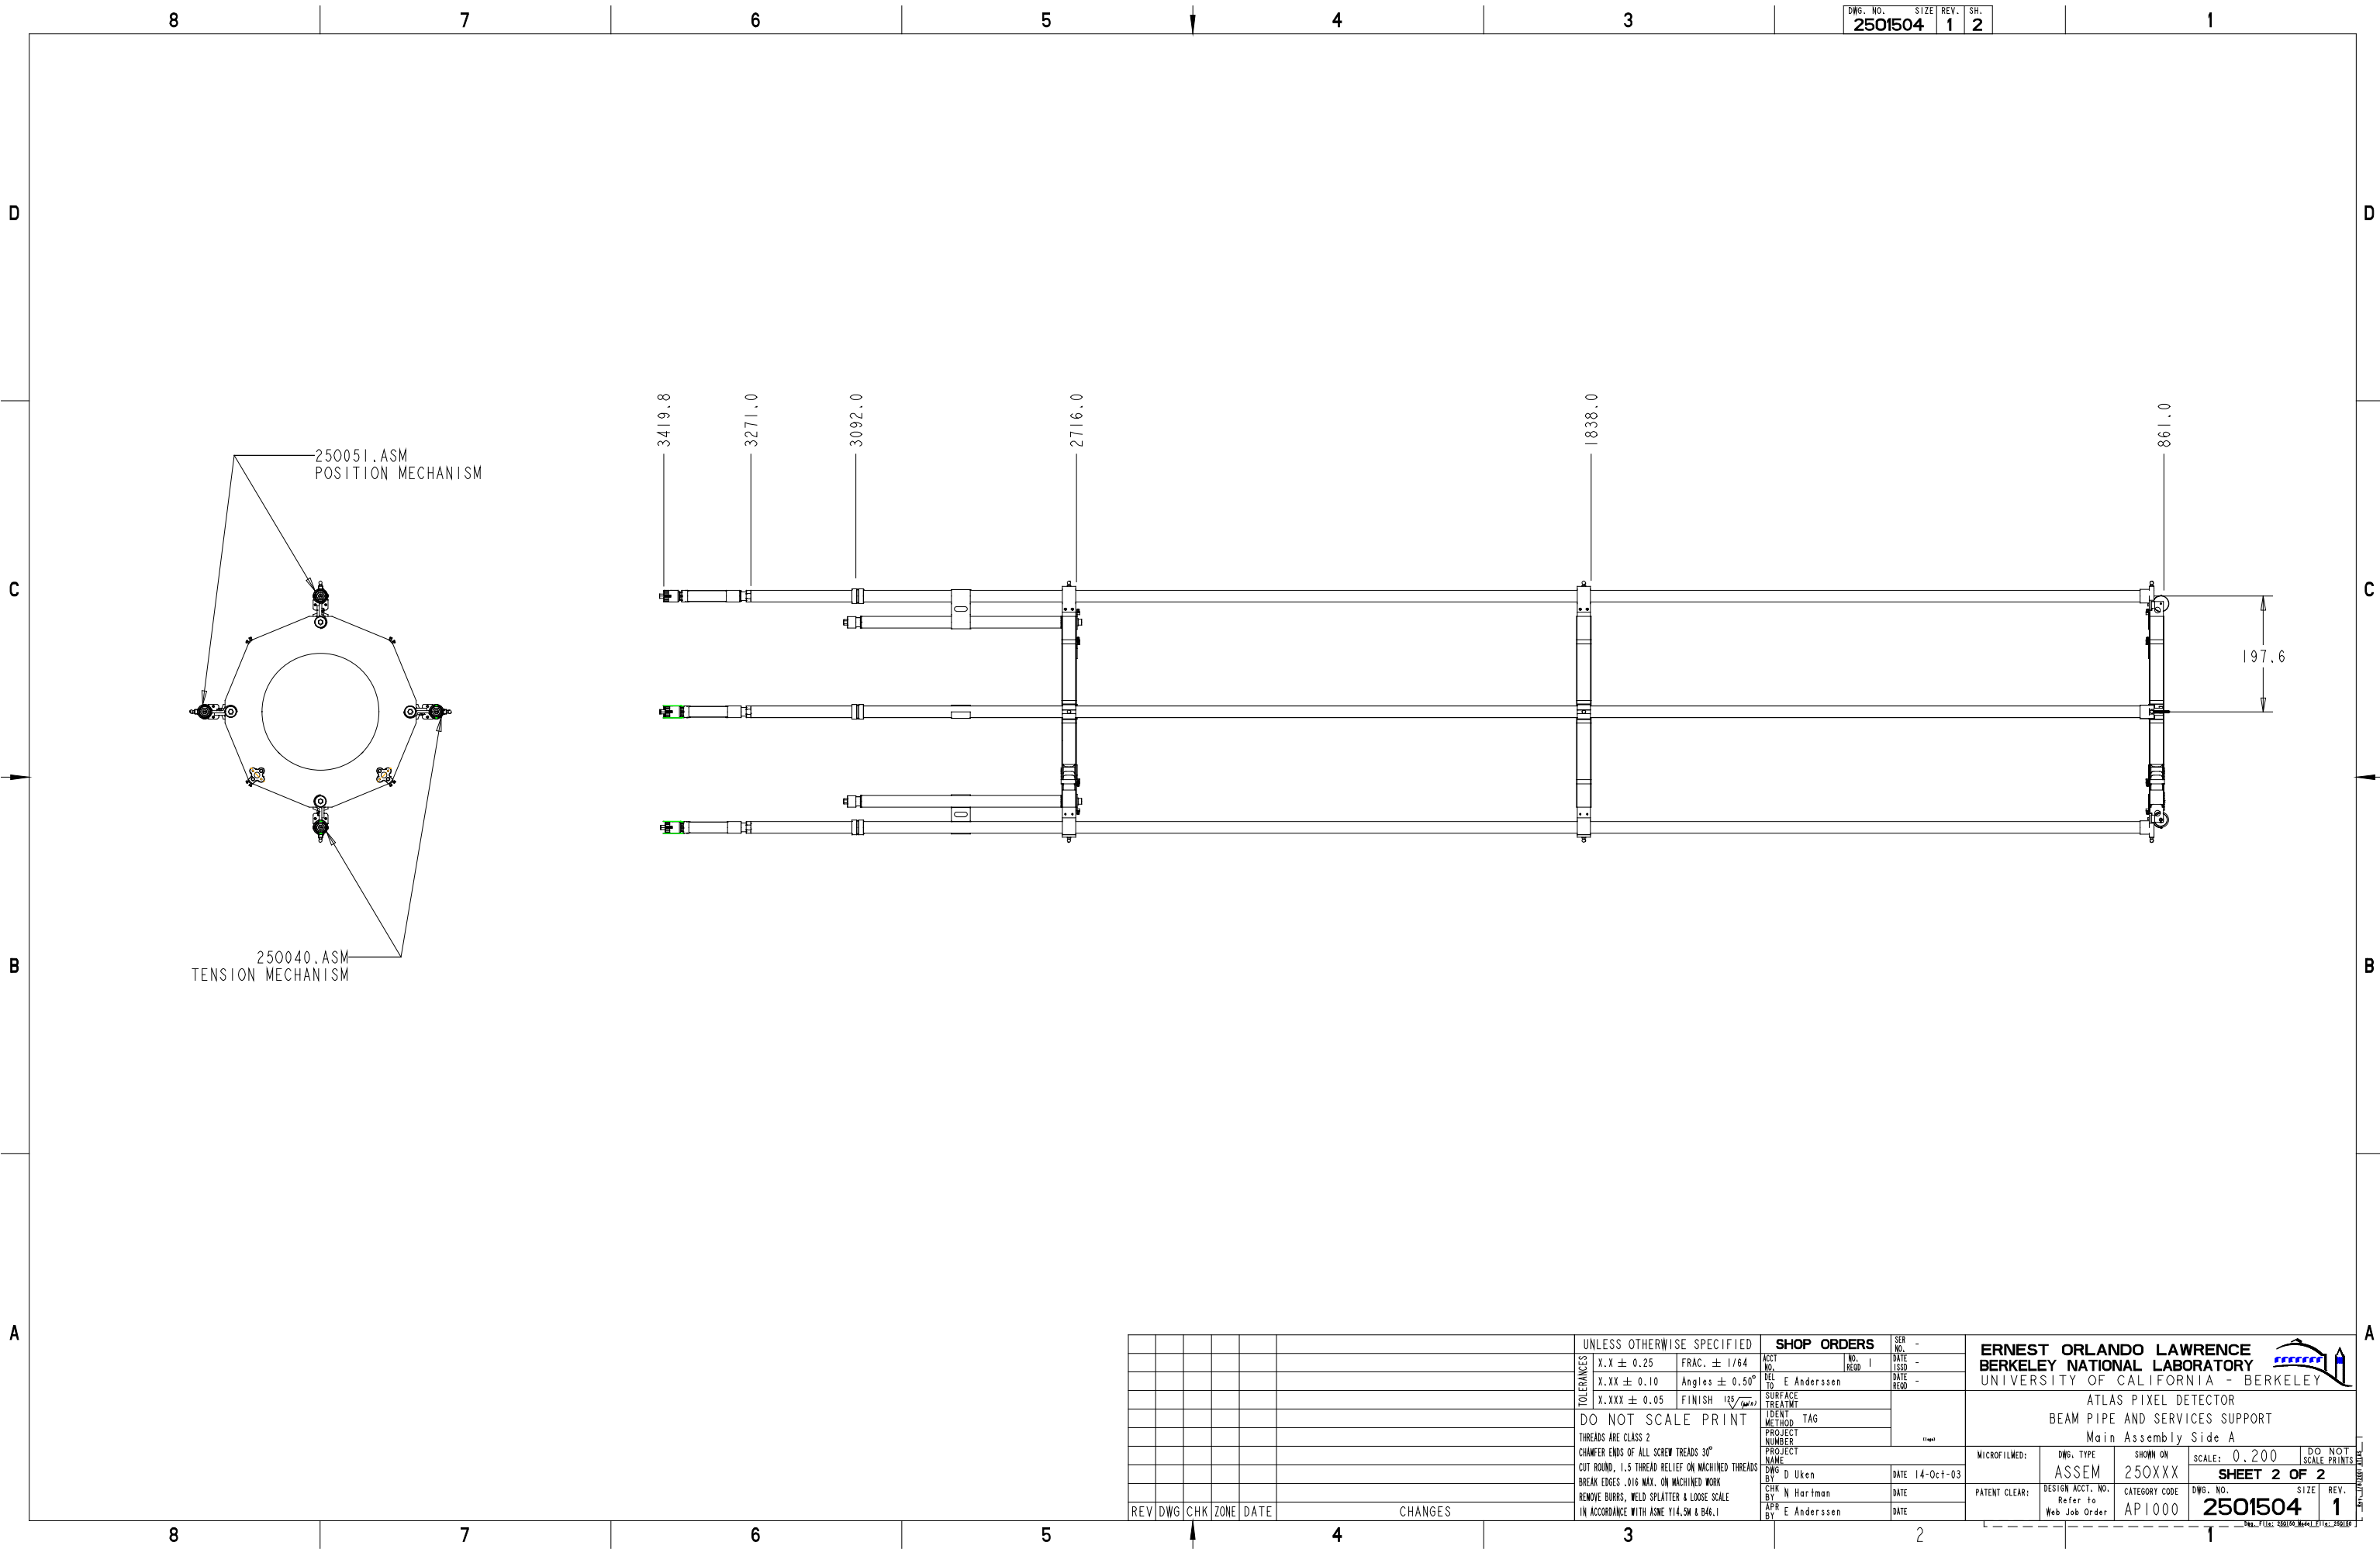 8 7 6 5 4 3 1
DWG. NO. SIZE REV. SH.
2501504 1 2
D D
3419.8
3271.0
3092.0
2716.0
1838.0
861.0
250051.ASM
POSITION MECHANISM
C C
197.6
250040.ASM
TENSION MECHANISM
B B
A A
REV DWG CHK ZONE DATE CHANGES
UNLESS OTHERWISE SPECIFIED
TOLERANCES
X.X ± 0.25 FRAC. ± 1/64
X.XX ± 0.10 Angles ± 0.50°
X.XXX ± 0.05 FINISH 125 (μin)
DO NOT SCALE PRINT
THREADS ARE CLASS 2
CHAMFER ENDS OF ALL SCREW TREADS 30°
CUT ROUND, 1.5 THREAD RELIEF ON MACHINED THREADS
BREAK EDGES .016 MAX. ON MACHINED WORK
REMOVE BURRS, WELD SPLATTER & LOOSE SCALE
IN ACCORDANCE WITH ASME Y14.5M & B46.1
SHOP ORDERS SER NO. -
ACCT NO. NO. REQD 1 DATE ISSD -
DEL TO E Anderssen DATE REQD -
SURFACE TREATMT
IDENT METHOD TAG
PROJECT NUMBER
PROJECT NAME
DWG BY D Uken DATE 14-Oct-03
CHK BY N Hartman DATE
APR BY E Anderssen DATE
ERNEST ORLANDO LAWRENCE
BERKELEY NATIONAL LABORATORY
UNIVERSITY OF CALIFORNIA - BERKELEY
ATLAS PIXEL DETECTOR
BEAM PIPE AND SERVICES SUPPORT
Main Assembly Side A
MICROFILMED: DWG. TYPE SHOWN ON SCALE: 0.200 DO NOT SCALE PRINTS
ASSEM 250XXX SHEET 2 OF 2
PATENT CLEAR: DESIGN ACCT. NO. CATEGORY CODE DWG. NO. SIZE REV.
Refer to
Web Job Order AP1000 2501504 1
8 7 6 5 4 3 2 1